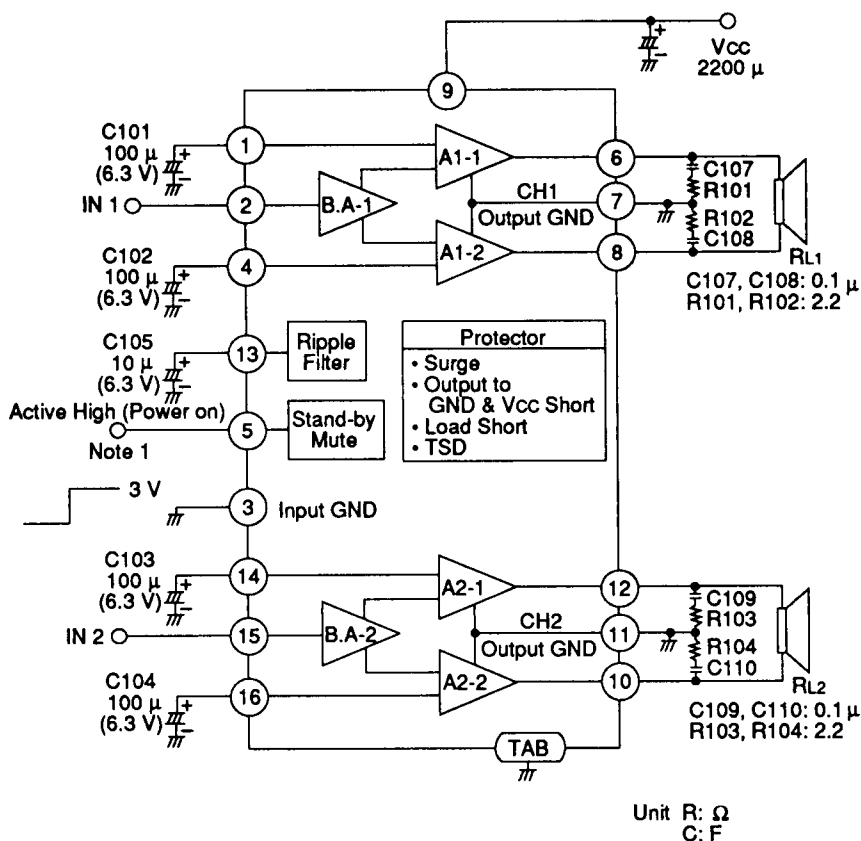 +
Vcc
2200 μ
9
C101
100 μ
(6.3 V)
+
1
A1-1
6
C107
R101
IN 1
2
B.A-1
CH1
Output GND
7
R102
C108
C102
100 μ
(6.3 V)
+
4
A1-2
8
RL1
C107, C108: 0.1 μ
R101, R102: 2.2
C105
10 μ
(6.3 V)
+
13
Ripple
Filter
Protector
• Surge
• Output to
GND & Vcc Short
• Load Short
• TSD
Active High (Power on)
Note 1
5
Stand-by
Mute
3 V
3
Input GND
C103
100 μ
(6.3 V)
+
14
A2-1
12
C109
R103
IN 2
15
B.A-2
CH2
Output GND
11
R104
C110
C104
100 μ
(6.3 V)
+
16
A2-2
10
RL2
C109, C110: 0.1 μ
R103, R104: 2.2
TAB
Unit R: Ω
C: F